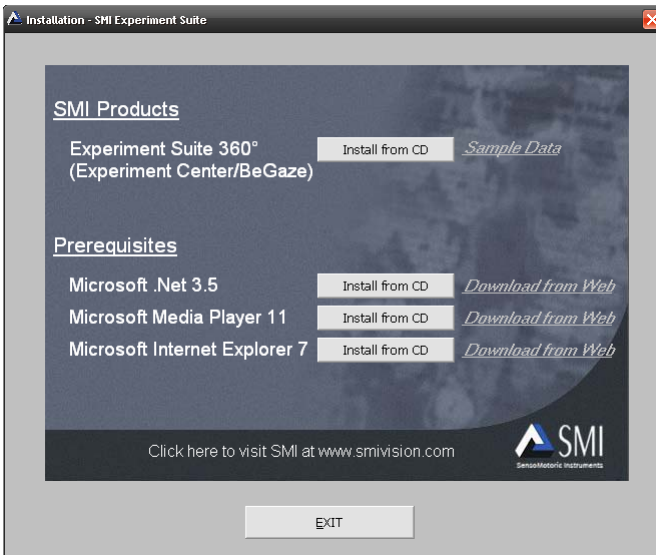 Installation - SMI Experiment Suite
SMI Products
Experiment Suite 360° Install from CD Sample Data
(Experiment Center/BeGaze)
Prerequisites
Microsoft .Net 3.5 Install from CD Download from Web
Microsoft Media Player 11 Install from CD Download from Web
Microsoft Internet Explorer 7 Install from CD Download from Web
Click here to visit SMI at www.smivision.com
SMI
SensoMotoric Instruments
EXIT